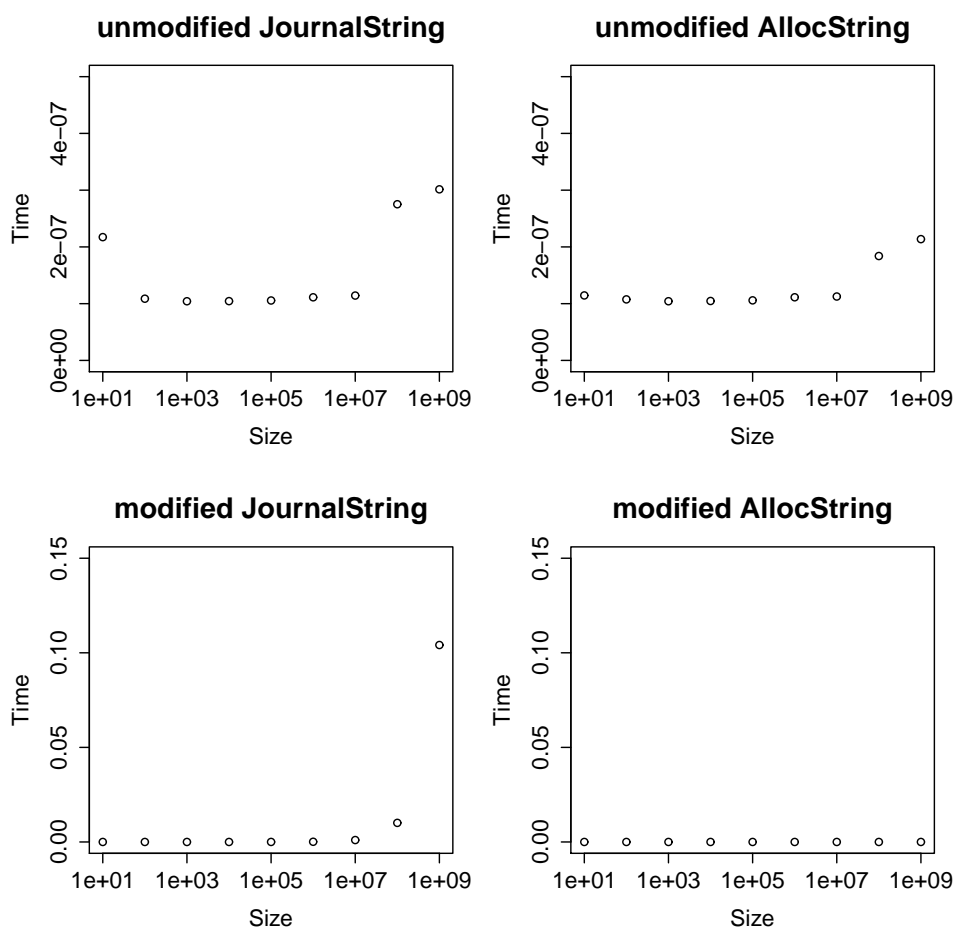 unmodified JournalString
Time
0e+00 2e−07 4e−07
1e+01 1e+03 1e+05 1e+07 1e+09
Size
unmodified AllocString
Time
0e+00 2e−07 4e−07
1e+01 1e+03 1e+05 1e+07 1e+09
Size
modified JournalString
Time
0.00 0.05 0.10 0.15
1e+01 1e+03 1e+05 1e+07 1e+09
Size
modified AllocString
Time
0.00 0.05 0.10 0.15
1e+01 1e+03 1e+05 1e+07 1e+09
Size